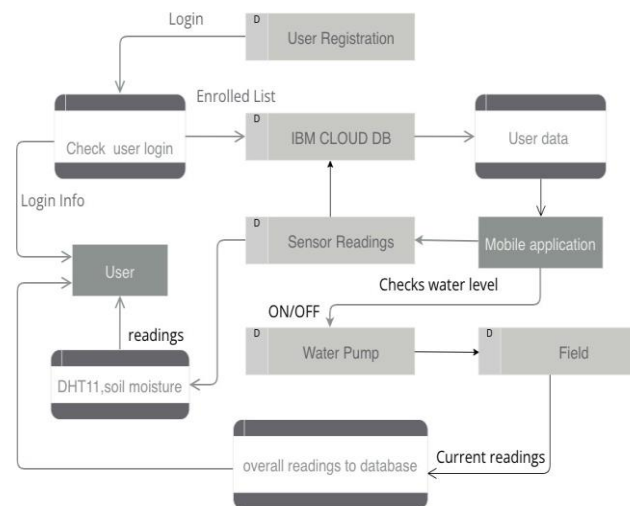 Login
D
User Registration
Enrolled List
Check user login
D
IBM CLOUD DB
User data
Login Info
D
Sensor Readings
Mobile application
User
Checks water level
ON/OFF
readings
D
Water Pump
D
Field
DHT11,soil moisture
overall readings to database
Current readings